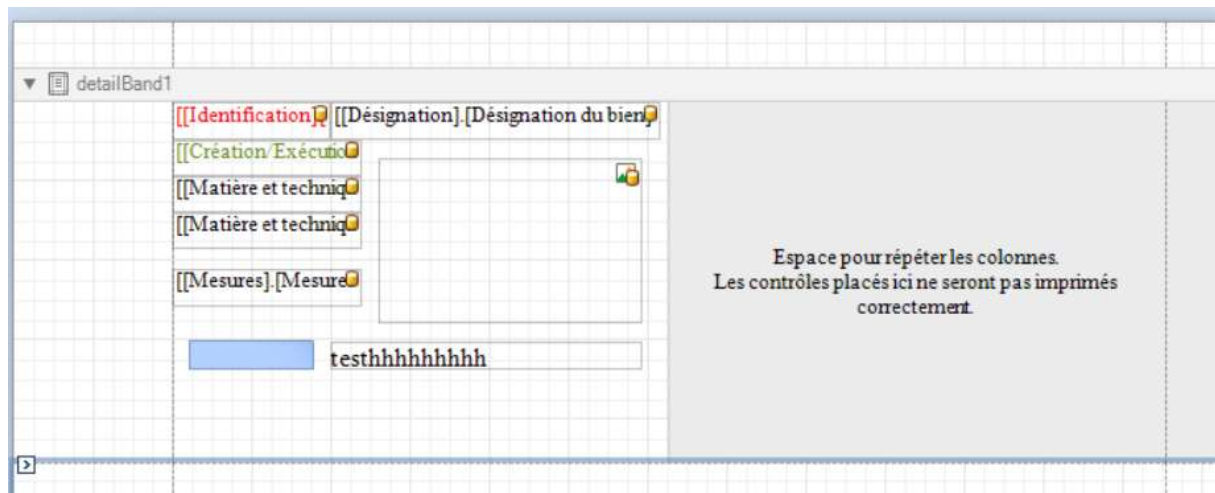 detailBand1
[[Identification].[ [[Désignation].[Désignation du bien]
[[Création/Exécutio
[[Matière et techniq
[[Matière et techniq
[[Mesures].[Mesure
Espace pour répéter les colonnes.
Les contrôles placés ici ne seront pas imprimés
correctement.
testhhhhhhhhhh